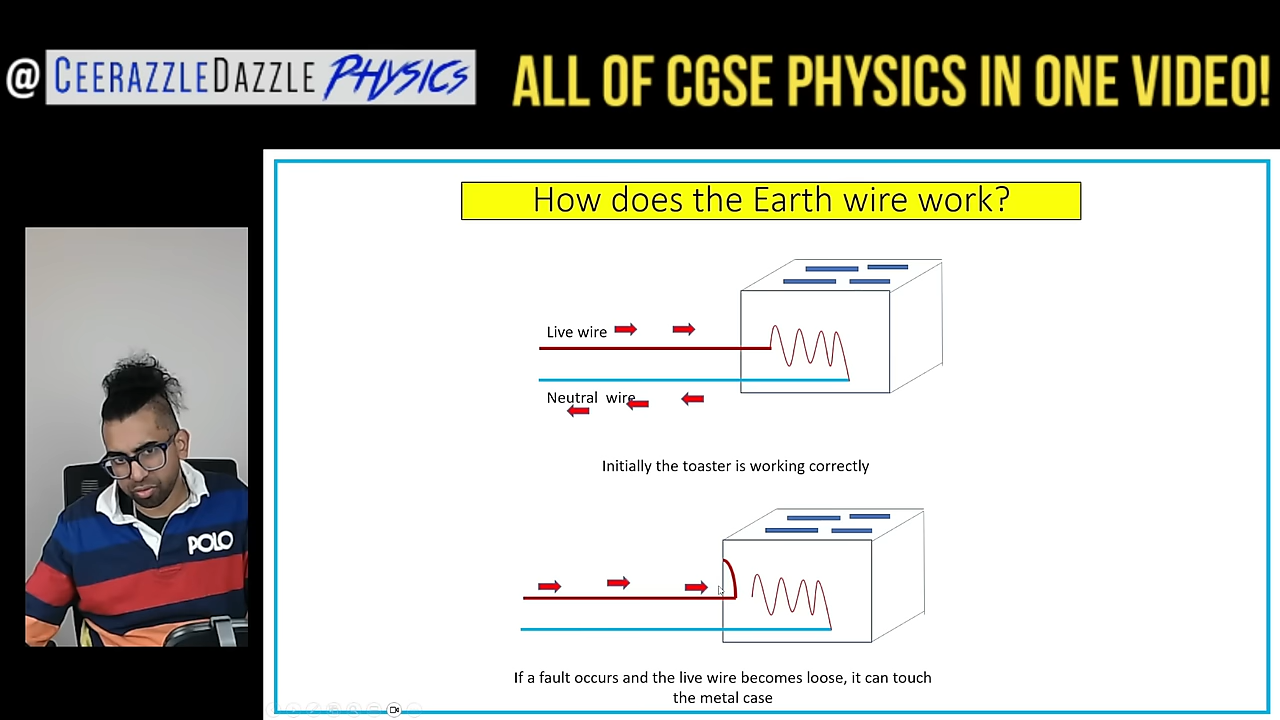 @ CEERAZZLEDAZZLE PHYSICS
ALL OF CGSE PHYSICS IN ONE VIDEO!
How does the Earth wire work?
Live wire
Neutral wire
Initially the toaster is working correctly
POLO
If a fault occurs and the live wire becomes loose, it can touch
the metal case